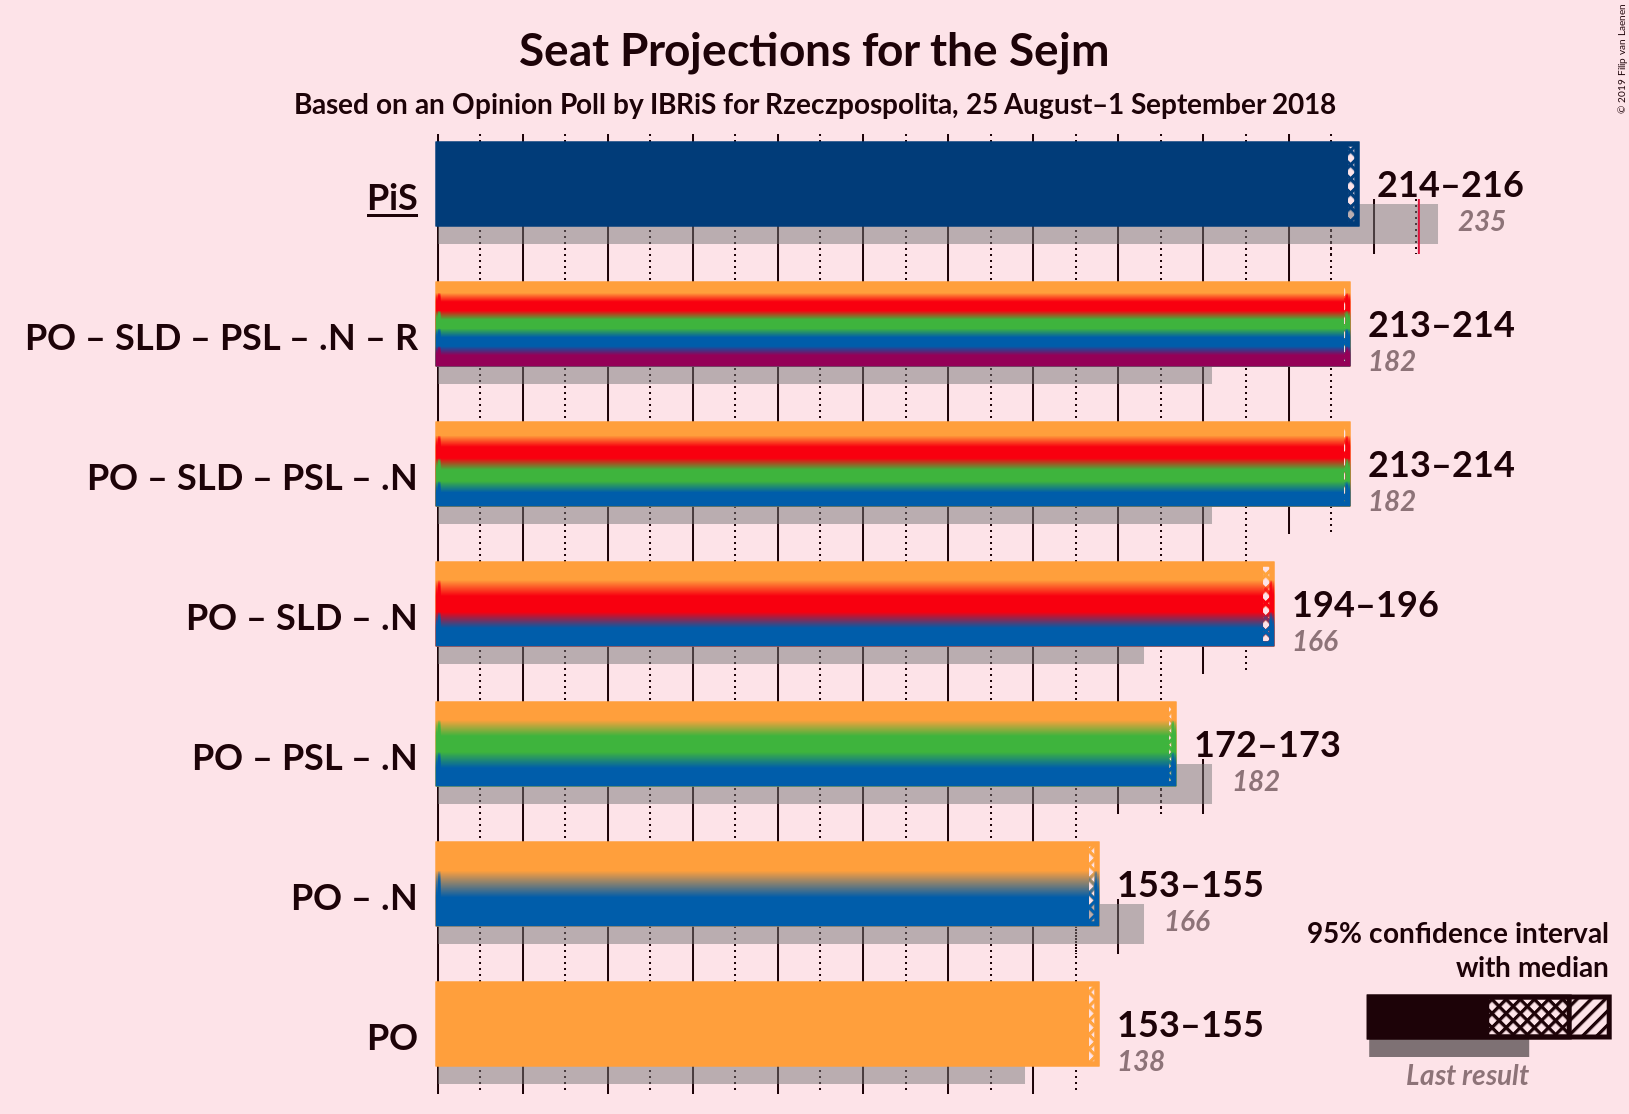 Seat Projections for the Sejm
Based on an Opinion Poll by IBRiS for Rzeczpospolita, 25 August–1 September 2018
© 2019 Filip van Laenen
PiS
214–216
235
PO – SLD – PSL – .N – R
213–214
182
PO – SLD – PSL – .N
213–214
182
PO – SLD – .N
194–196
166
PO – PSL – .N
172–173
182
PO – .N
153–155
166
PO
153–155
138
95% confidence interval
with median
Last result